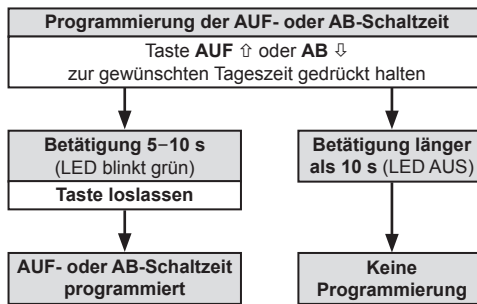 Programmierung der AUF- oder AB-Schaltzeit
Taste AUF ⇧ oder AB ⇩
zur gewünschten Tageszeit gedrückt halten
Betätigung 5–10 s
(LED blinkt grün)
Taste loslassen
Betätigung länger
als 10 s (LED AUS)
AUF- oder AB-Schaltzeit
programmiert
Keine
Programmierung